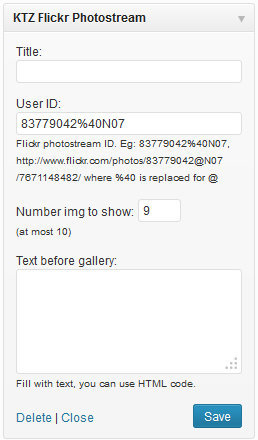 KTZ Flickr Photostream
Title:
User ID:
83779042%40N07
Flickr photostream ID. Eg: 83779042%40N07,
http://www.flickr.com/photos/83779042@N07
/7671148482/ where %40 is replaced for @
Number img to show: 9
(at most 10)
Text before gallery:
Fill with text, you can use HTML code.
Delete | Close Save